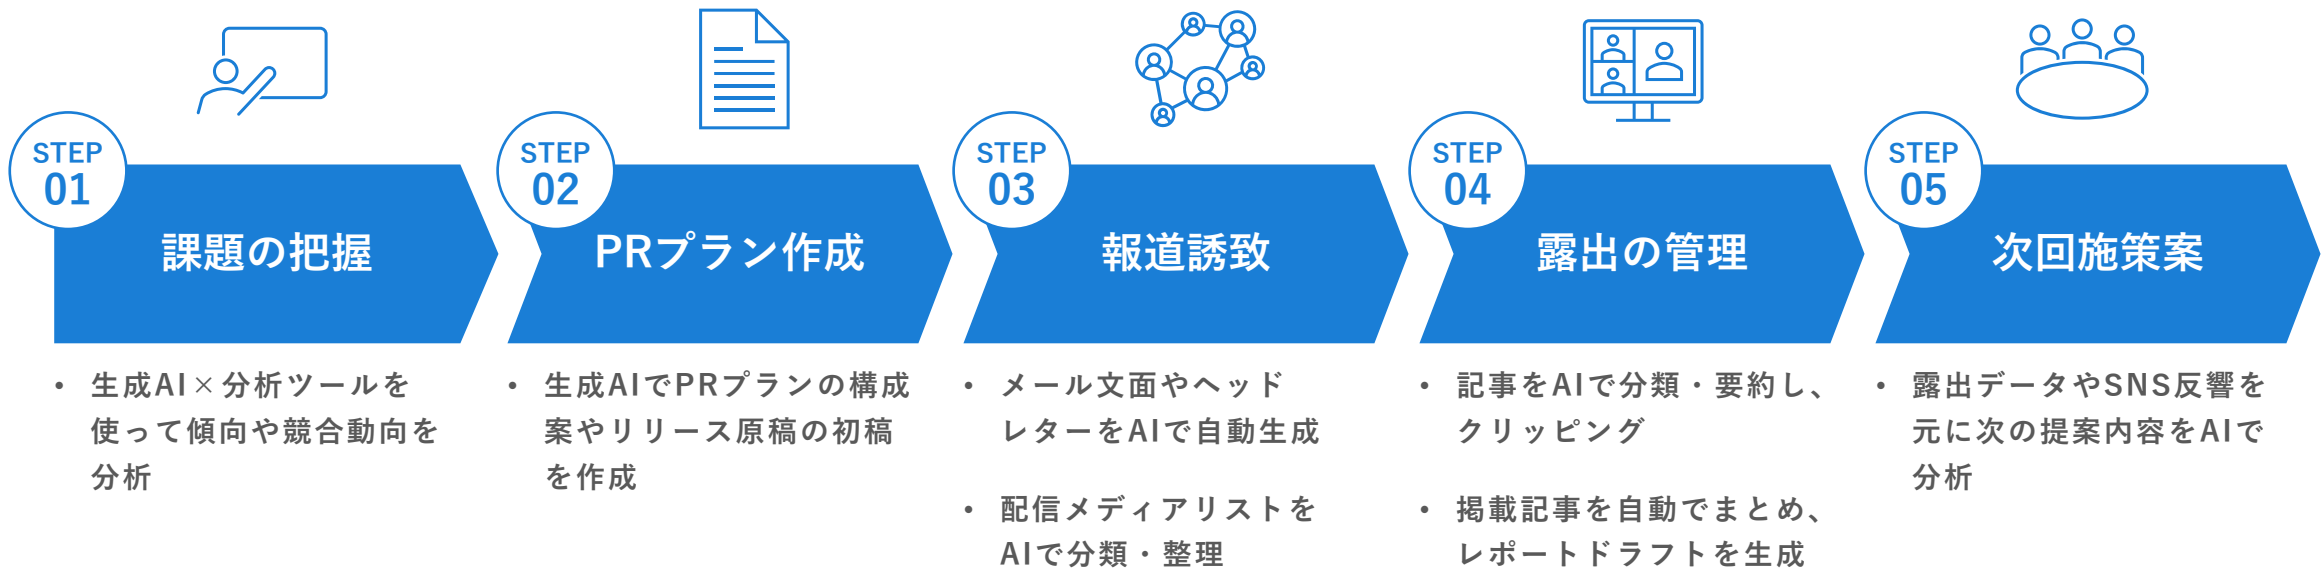 STEP
01
課題の把握
• 生成AI×分析ツールを
使って傾向や競合動向を
分析
STEP
02
PRプラン作成
• 生成AIでPRプランの構成
案やリリース原稿の初稿
を作成
STEP
03
報道誘致
• メール文面やヘッド
レターをAIで自動生成
• 配信メディアリストを
AIで分類・整理
STEP
04
露出の管理
• 記事をAIで分類・要約し、
クリッピング
• 掲載記事を自動でまとめ、
レポートドラフトを生成
STEP
05
次回施策案
• 露出データやSNS反響を
元に次の提案内容をAIで
分析